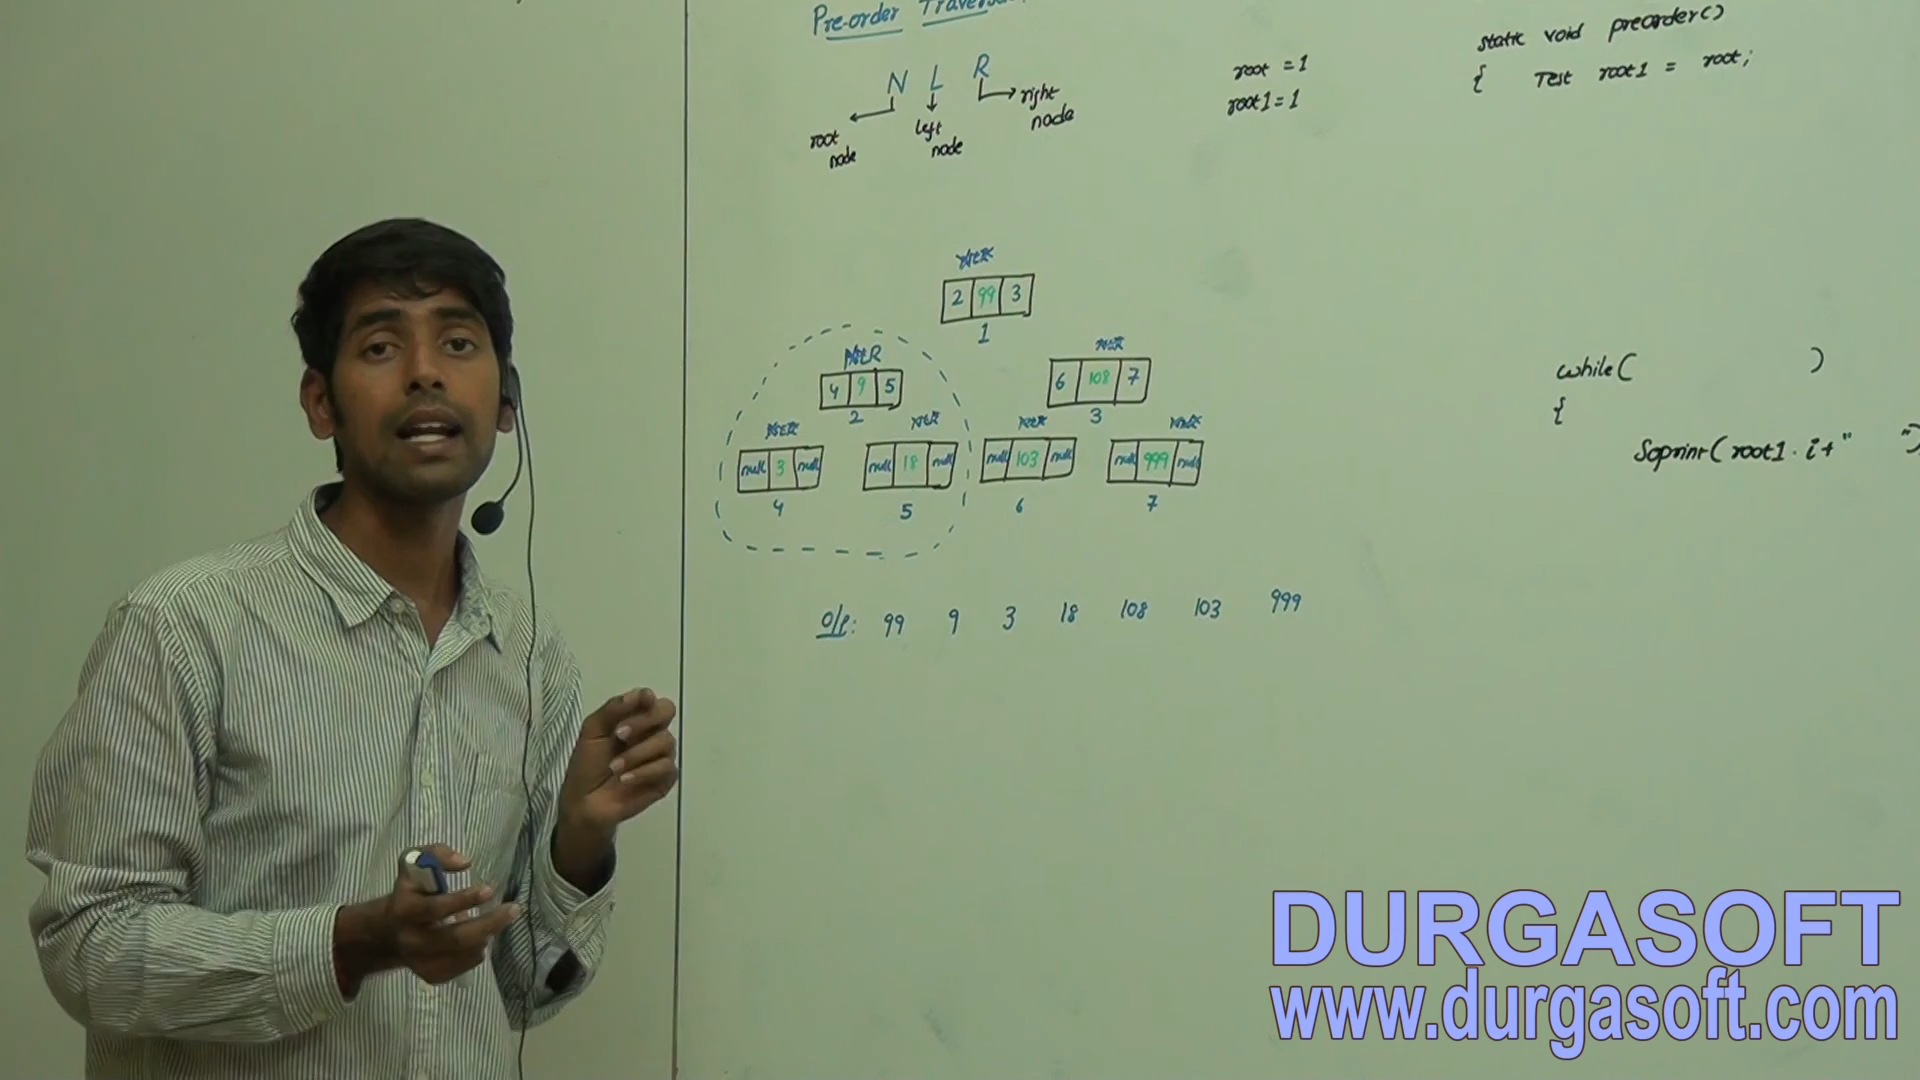 Pre-order Traversal
N L R
root node
left node
right node
root = 1
root1 = 1
static void preorder()
{ Test root1 = root;
2 99 3
1
4 9 5
2
6 108 7
3
null 3 null
4
null 18 null
5
null 103 null
6
null 999 null
7
while( )
{
Soprint( root1.i+" ")
O/P: 99 9 3 18 108 103 999
DURGASOFT
www.durgasoft.com